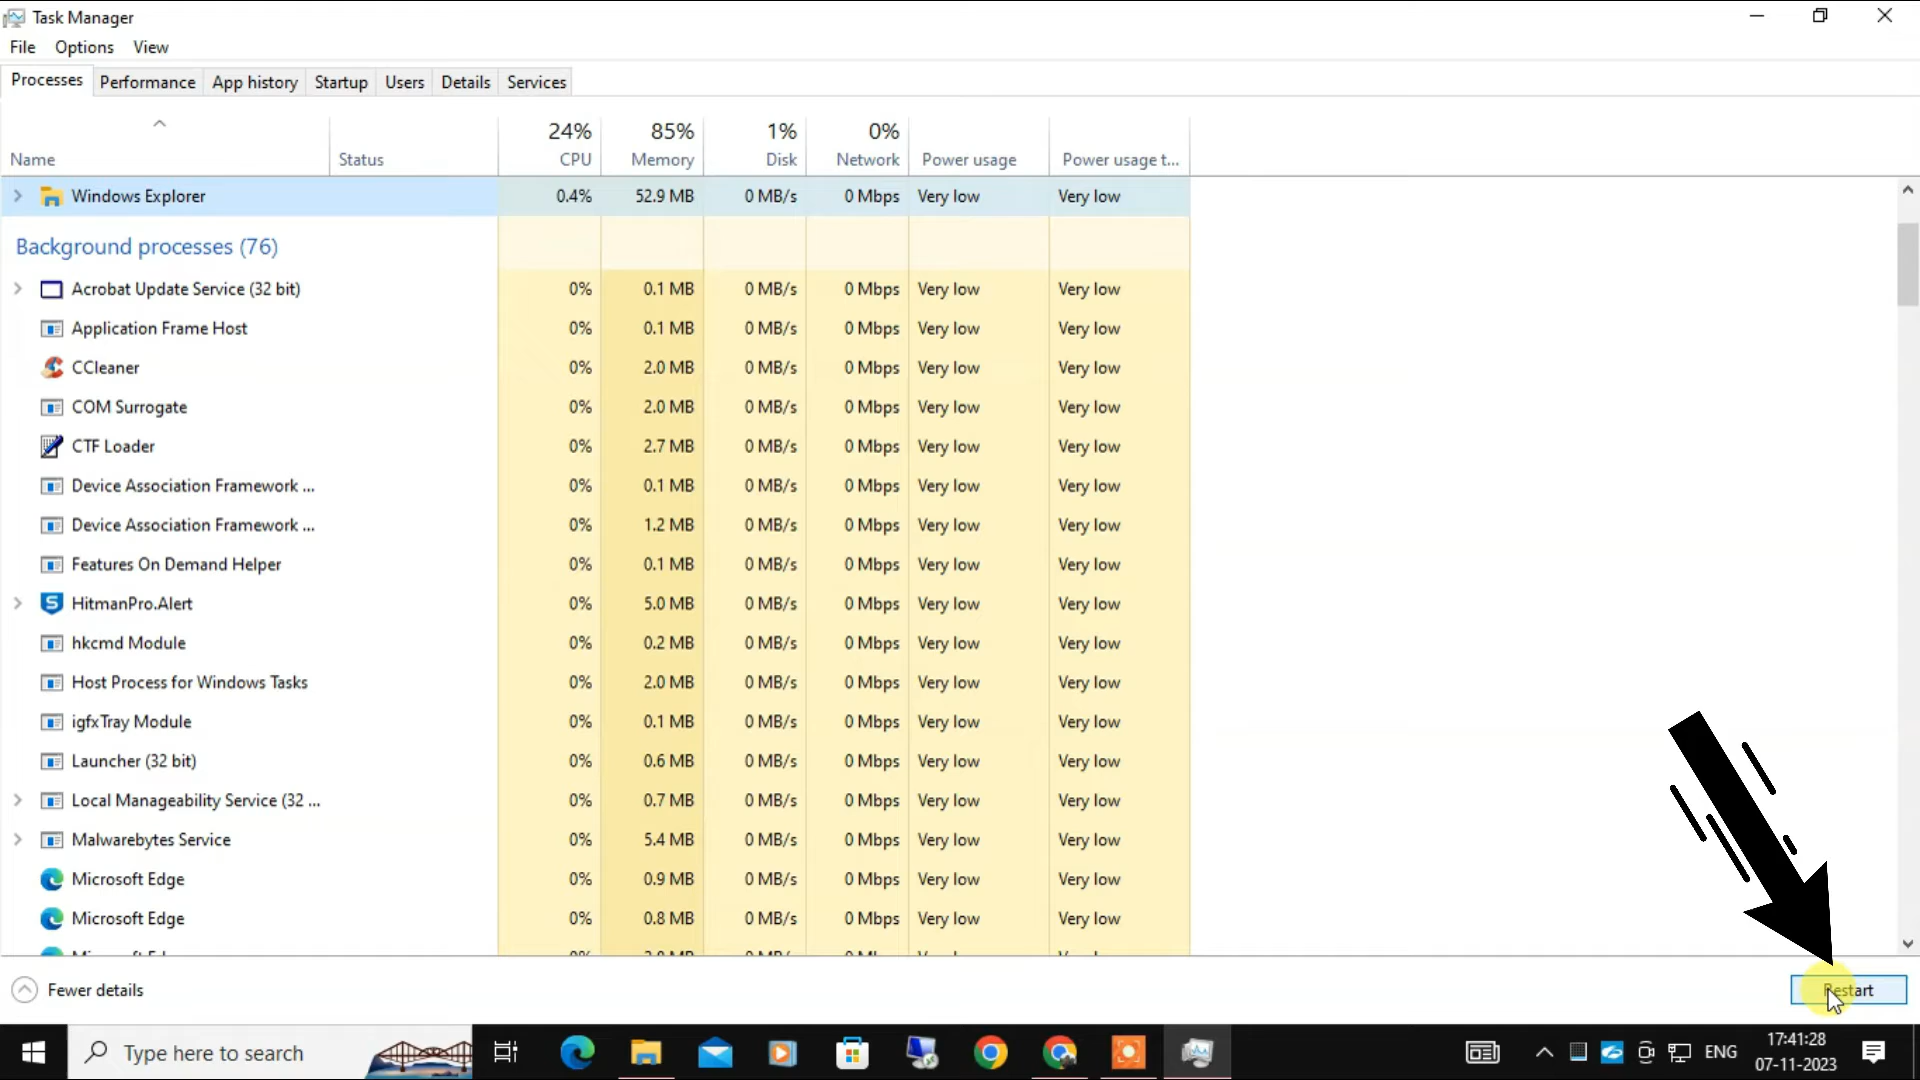 Task Manager
File Options View
Processes Performance App history Startup Users Details Services
24% 85% 1% 0%
Name Status CPU Memory Disk Network Power usage Power usage t...
Windows Explorer 0.4% 52.9 MB 0 MB/s 0 Mbps Very low Very low
Background processes (76)
Acrobat Update Service (32 bit) 0% 0.1 MB 0 MB/s 0 Mbps Very low Very low
Application Frame Host 0% 0.1 MB 0 MB/s 0 Mbps Very low Very low
CCleaner 0% 2.0 MB 0 MB/s 0 Mbps Very low Very low
COM Surrogate 0% 2.0 MB 0 MB/s 0 Mbps Very low Very low
CTF Loader 0% 2.7 MB 0 MB/s 0 Mbps Very low Very low
Device Association Framework ... 0% 0.1 MB 0 MB/s 0 Mbps Very low Very low
Device Association Framework ... 0% 1.2 MB 0 MB/s 0 Mbps Very low Very low
Features On Demand Helper 0% 0.1 MB 0 MB/s 0 Mbps Very low Very low
HitmanPro.Alert 0% 5.0 MB 0 MB/s 0 Mbps Very low Very low
hkcmd Module 0% 0.2 MB 0 MB/s 0 Mbps Very low Very low
Host Process for Windows Tasks 0% 2.0 MB 0 MB/s 0 Mbps Very low Very low
igfxTray Module 0% 0.1 MB 0 MB/s 0 Mbps Very low Very low
Launcher (32 bit) 0% 0.6 MB 0 MB/s 0 Mbps Very low Very low
Local Manageability Service (32 ... 0% 0.7 MB 0 MB/s 0 Mbps Very low Very low
Malwarebytes Service 0% 5.4 MB 0 MB/s 0 Mbps Very low Very low
Microsoft Edge 0% 0.9 MB 0 MB/s 0 Mbps Very low Very low
Microsoft Edge 0% 0.8 MB 0 MB/s 0 Mbps Very low Very low
Fewer details Restart
Type here to search ENG 17:41:28
07-11-2023